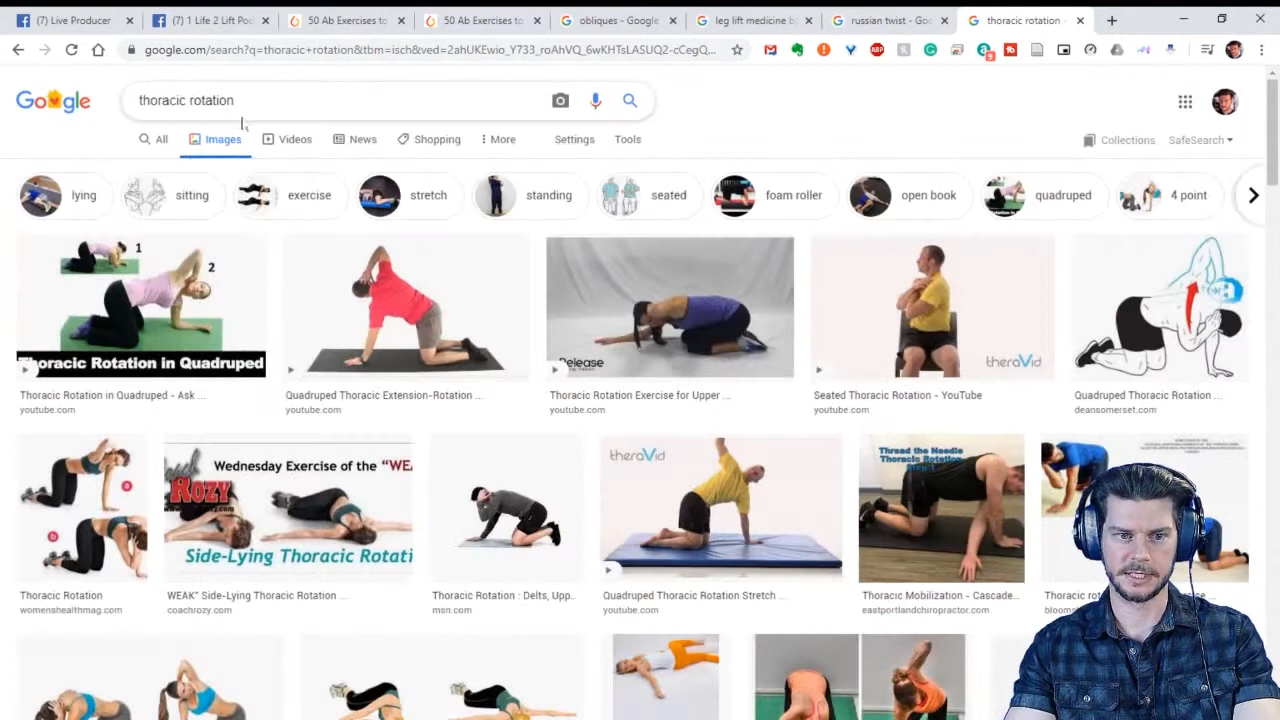 (7) Live Producer
(7) 1 Life 2 Lift Pod
50 Ab Exercises to
50 Ab Exercises to
obliques - Google
leg lift medicine b
russian twist - Go
thoracic rotation -
google.com/search?q=thoracic+rotation&tbm=isch&ved=2ahUKEwio_Y733_roAhVQ_6wKHTsLASUQ2-cCegQ...
Google
thoracic rotation
All
Images
Videos
News
Shopping
More
Settings
Tools
Collections
SafeSearch
lying
sitting
exercise
stretch
standing
seated
foam roller
open book
quadruped
4 point
1
2
Thoracic Rotation in Quadruped
Release
theraVid
Thoracic Rotation in Quadruped - Ask ...
youtube.com
Quadruped Thoracic Extension-Rotation ...
youtube.com
Thoracic Rotation Exercise for Upper ...
youtube.com
Seated Thoracic Rotation - YouTube
youtube.com
Quadruped Thoracic Rotation ...
deansomerset.com
a
b
Wednesday Exercise of the "WEA
ROZY
Side-Lying Thoracic Rotati
theraVid
Thread the Needle
Thoracic Rotation
Step 1
Thoracic Rotation
womenshealthmag.com
WEAK" Side-Lying Thoracic Rotation ...
coachrozy.com
Thoracic Rotation : Delts, Upp...
msn.com
Quadruped Thoracic Rotation Stretch ...
youtube.com
Thoracic Mobilization - Cascade...
eastportlandchiropractor.com
Thoracic rot
blooms